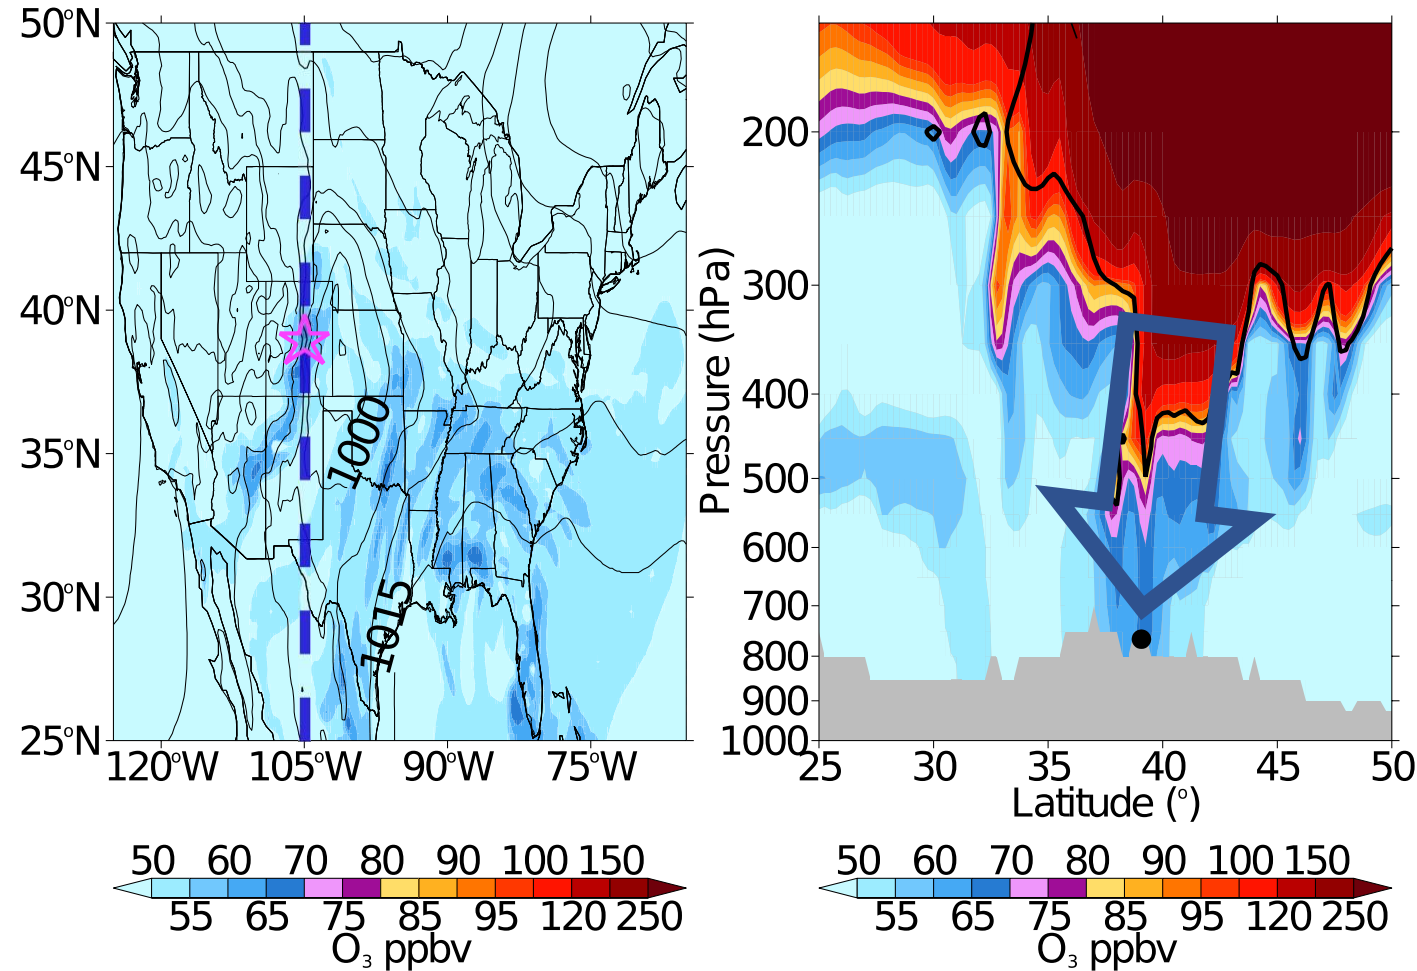 50°N
45°N
40°N
35°N
30°N
25°N
1000
1015
120°W 105°W 90°W 75°W
50 60 70 80 90 100 150
55 65 75 85 95 120 250
O₃ ppbv
Pressure (hPa)
200
300
400
500
600
700
800
900
1000
25 30 35 40 45 50
Latitude (°)
50 60 70 80 90 100 150
55 65 75 85 95 120 250
O₃ ppbv